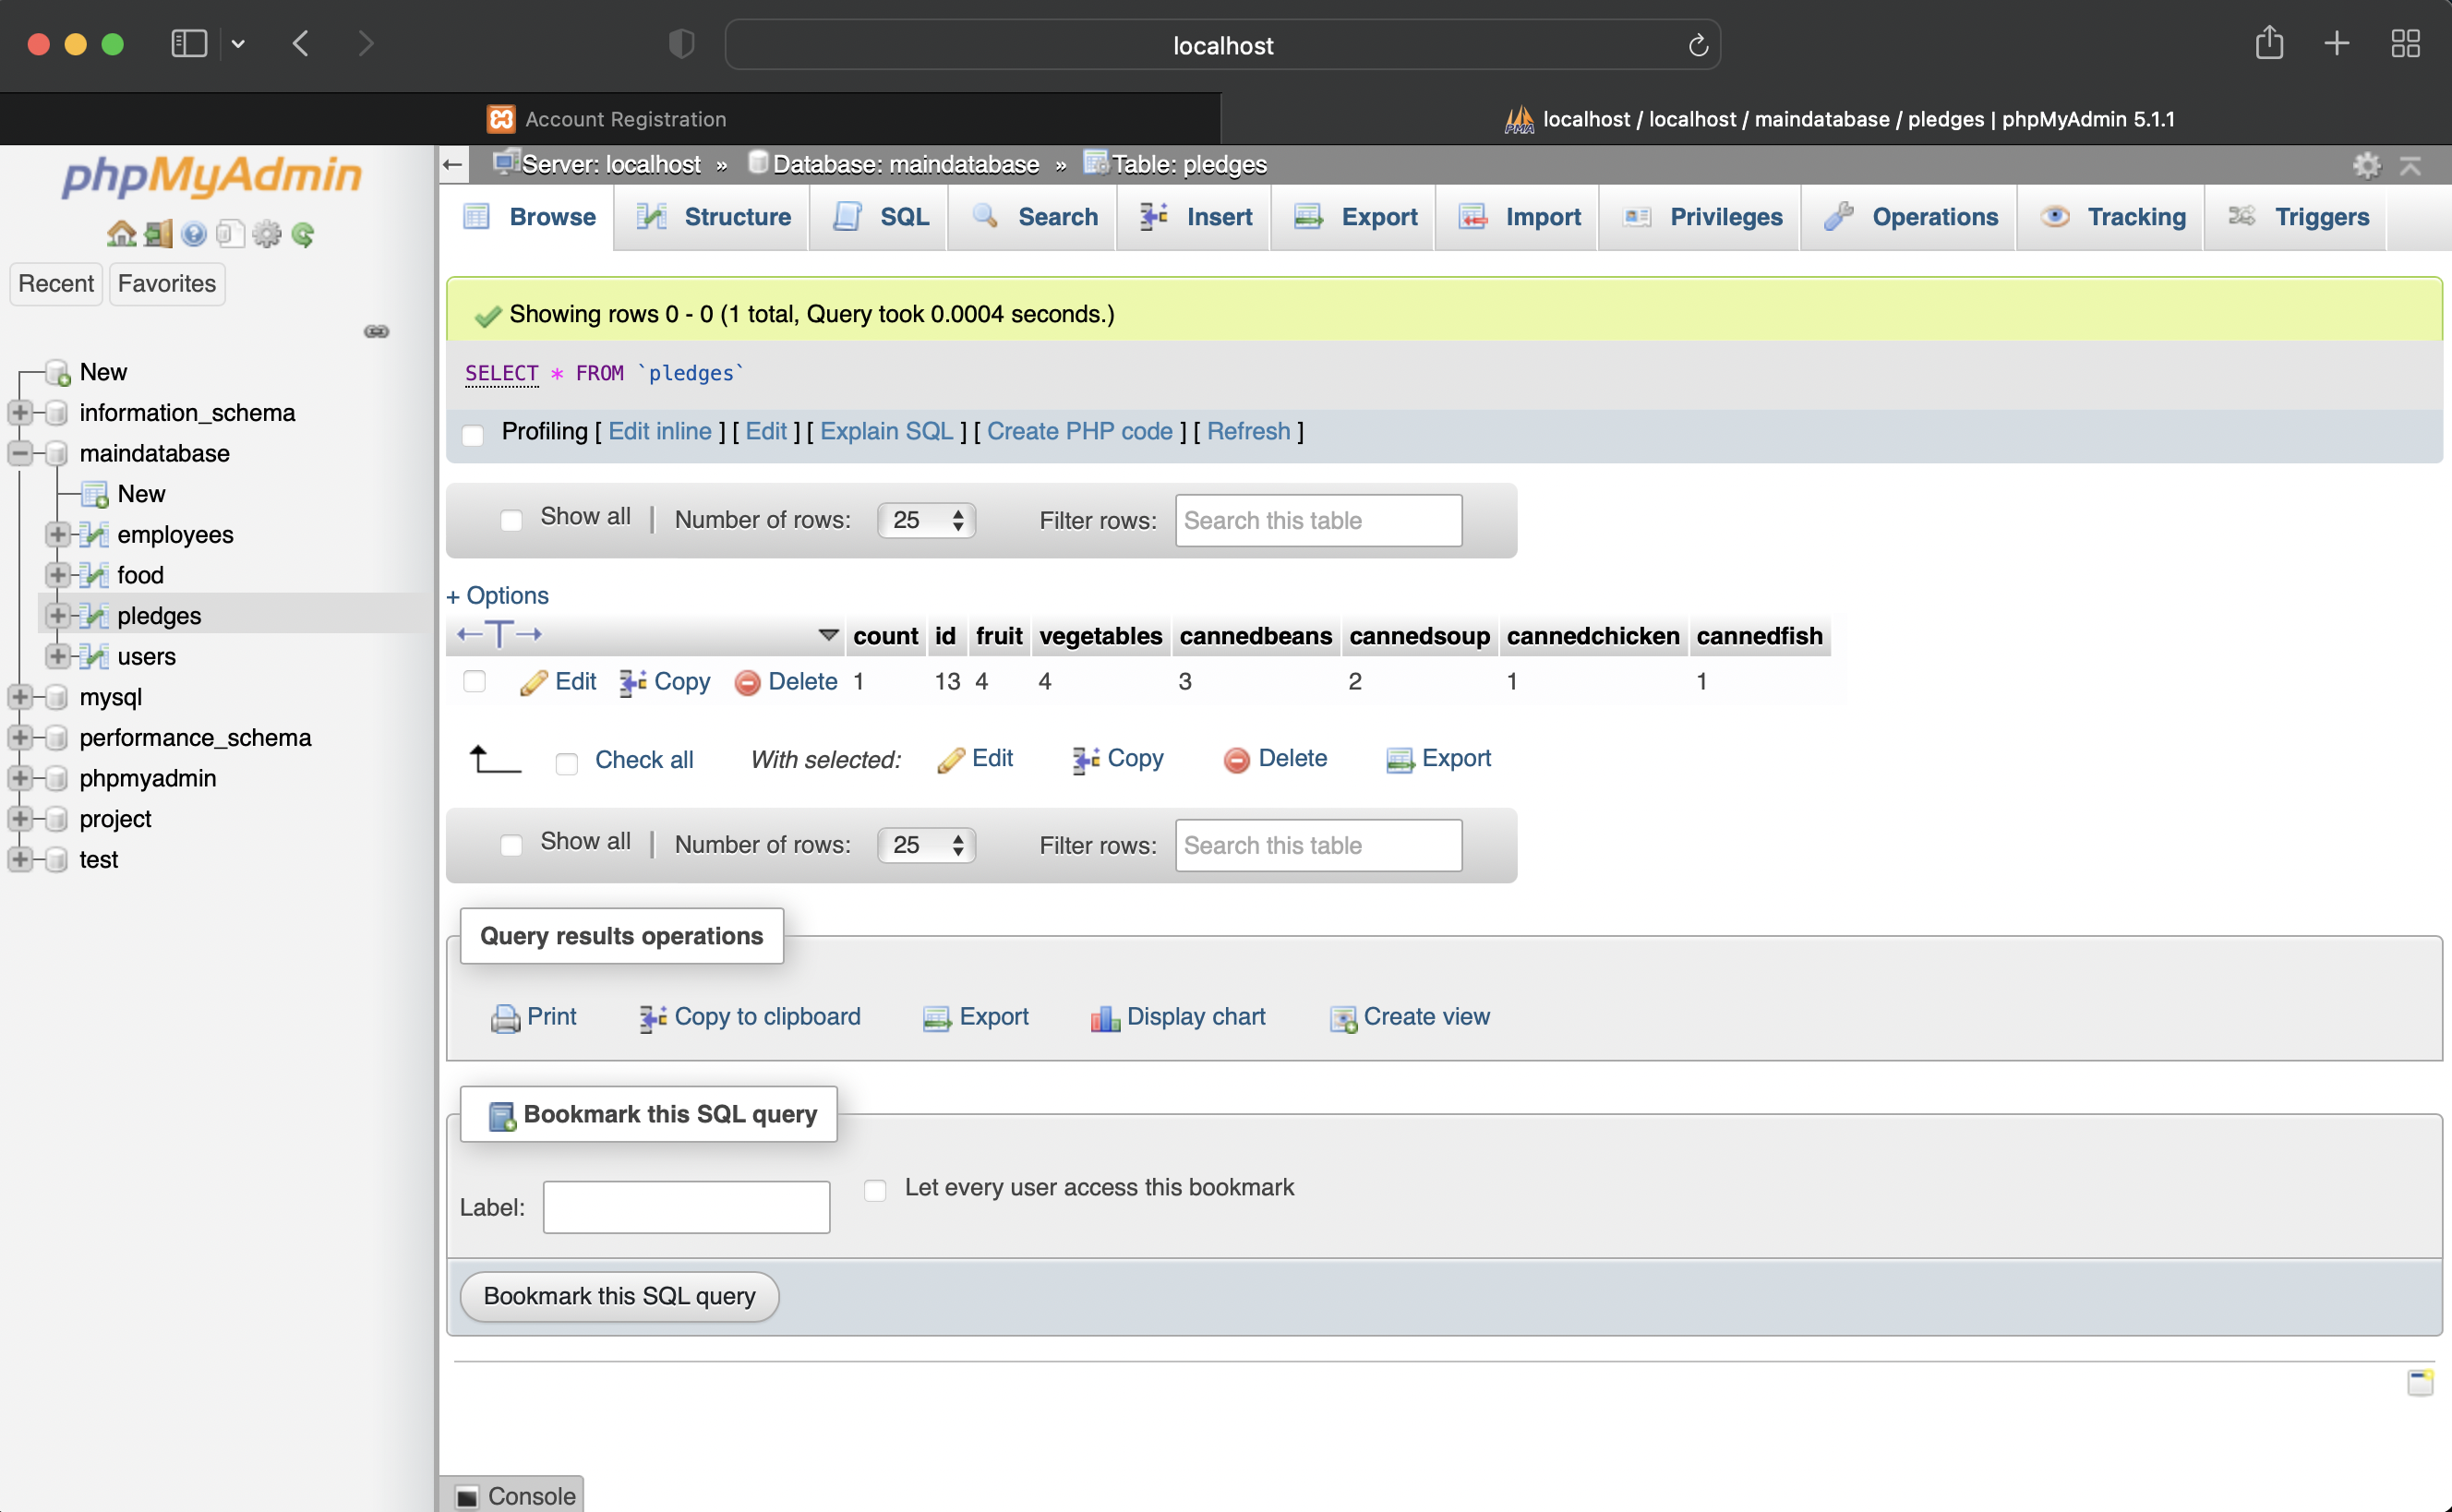 localhost
Account Registration
localhost / localhost / maindatabase / pledges | phpMyAdmin 5.1.1
phpMyAdmin
Recent Favorites
New
information_schema
maindatabase
New
employees
food
pledges
users
mysql
performance_schema
phpmyadmin
project
test
Server: localhost » Database: maindatabase » Table: pledges
Browse Structure SQL Search Insert Export Import Privileges Operations Tracking Triggers
Showing rows 0 - 0 (1 total, Query took 0.0004 seconds.)
SELECT * FROM `pledges`
Profiling [ Edit inline ] [ Edit ] [ Explain SQL ] [ Create PHP code ] [ Refresh ]
Show all | Number of rows: 25 Filter rows: Search this table
+ Options
←T→ count id fruit vegetables cannedbeans cannedsoup cannedchicken cannedfish
Edit Copy Delete 1 13 4 4 3 2 1 1
Check all With selected: Edit Copy Delete Export
Show all | Number of rows: 25 Filter rows: Search this table
Query results operations
Print Copy to clipboard Export Display chart Create view
Bookmark this SQL query
Label: Let every user access this bookmark
Bookmark this SQL query
Console